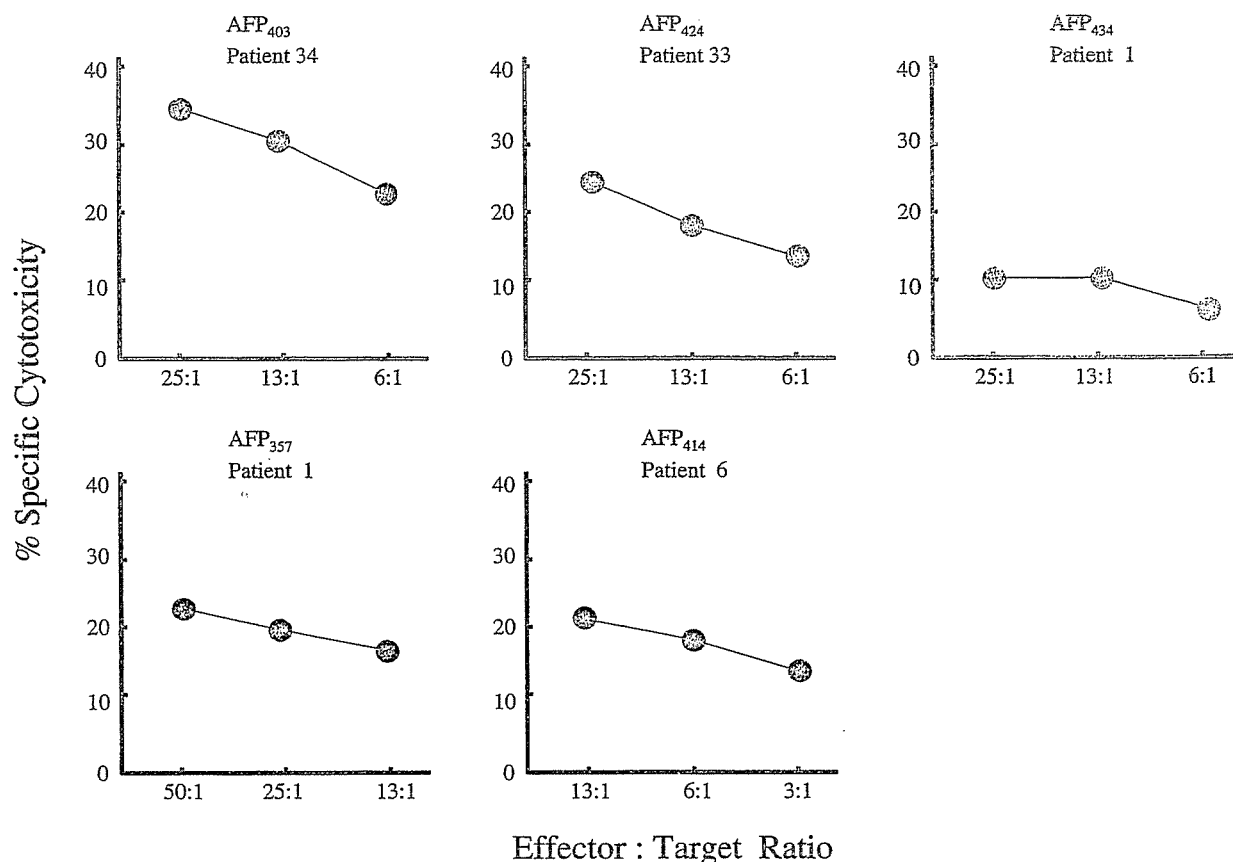 AFP403
Patient 34
40
30
20
10
0
25:1 13:1 6:1
AFP424
Patient 33
40
30
20
10
0
25:1 13:1 6:1
AFP434
Patient 1
40
30
20
10
0
25:1 13:1 6:1
AFP357
Patient 1
40
30
20
10
0
50:1 25:1 13:1
AFP414
Patient 6
40
30
20
10
0
13:1 6:1 3:1
% Specific Cytotoxicity
Effector : Target Ratio